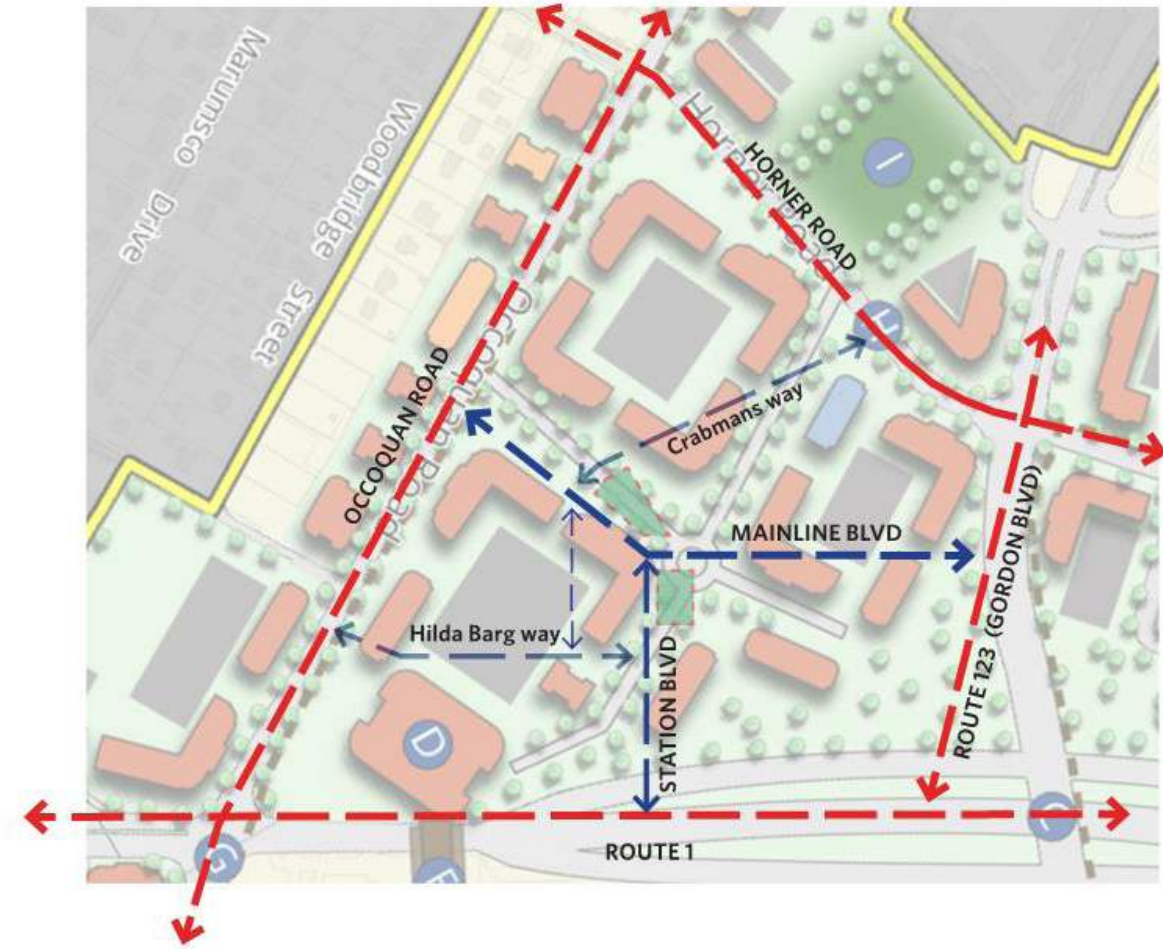 Marumsco
Drive
Woodbridge
Street
Horner Road
HORNER ROAD
I
H
Occoquan Road
OCCOQUAN ROAD
Crabmans way
MAINLINE BLVD
Hilda Barg way
STATION BLVD
ROUTE 123 (GORDON BLVD)
D
G
ROUTE 1